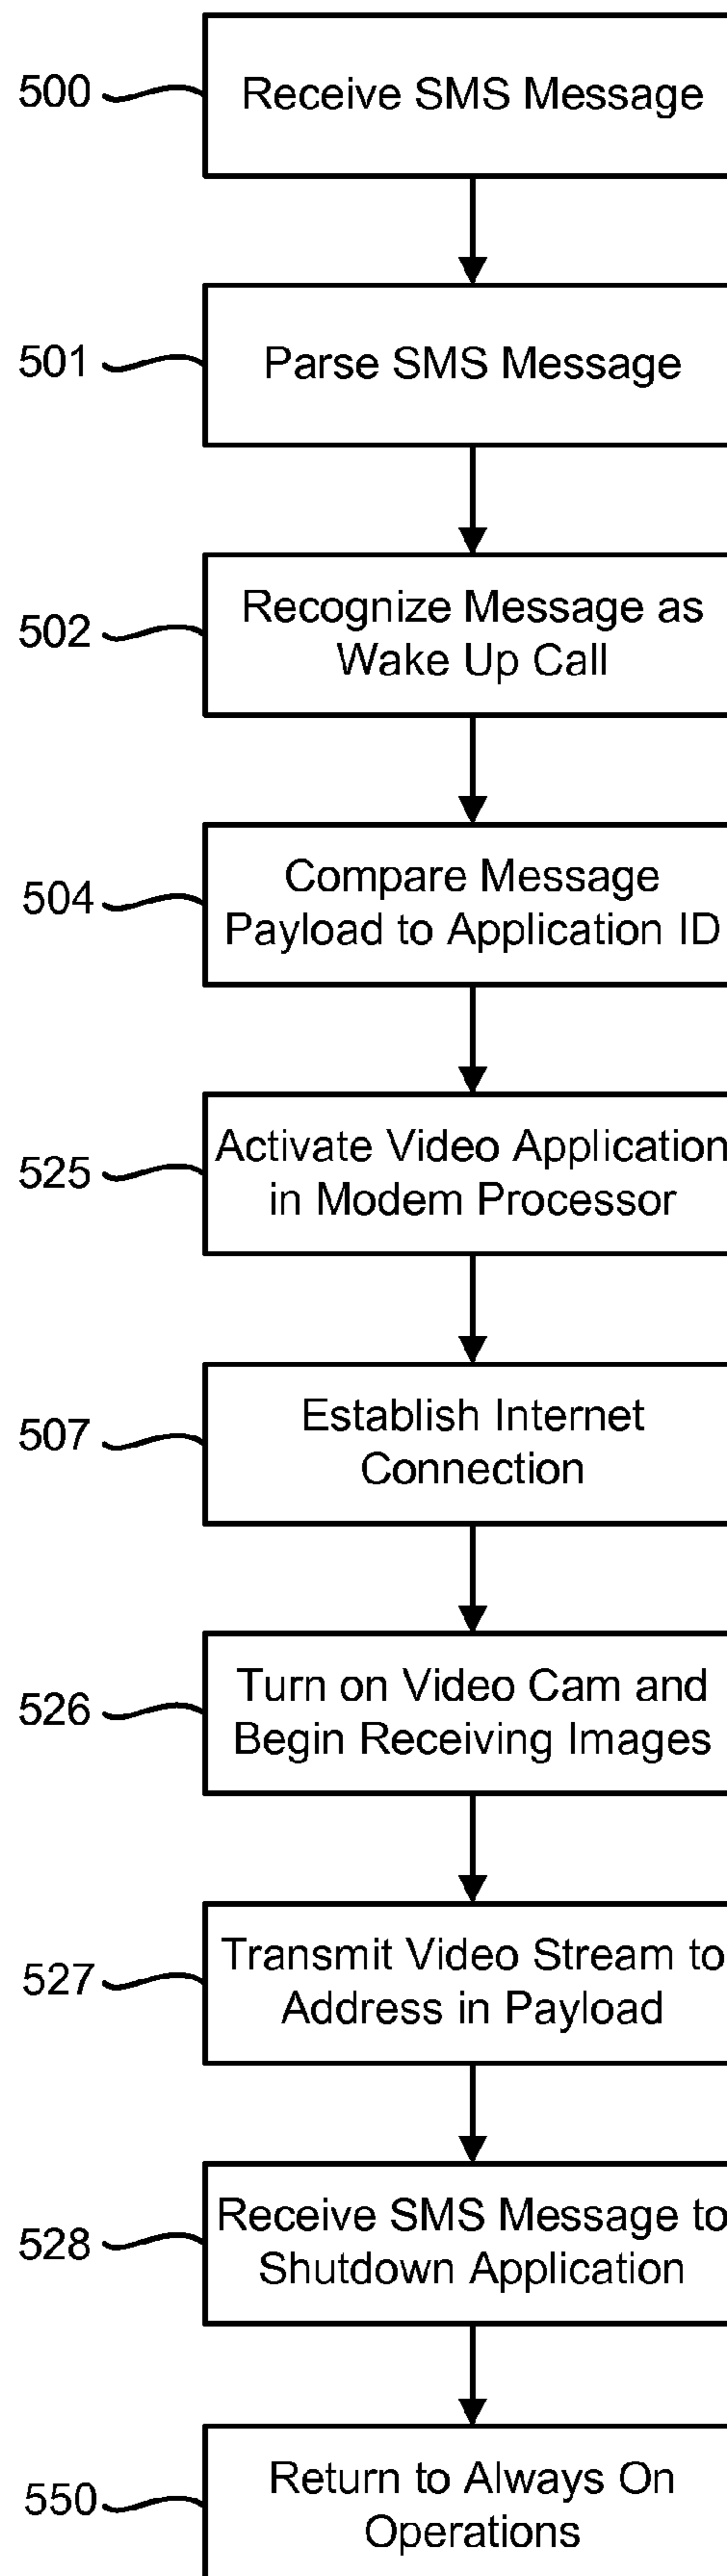 500
Receive SMS Message
501
Parse SMS Message
502
Recognize Message as
Wake Up Call
504
Compare Message
Payload to Application ID
525
Activate Video Application
in Modem Processor
507
Establish Internet
Connection
526
Turn on Video Cam and
Begin Receiving Images
527
Transmit Video Stream to
Address in Payload
528
Receive SMS Message to
Shutdown Application
550
Return to Always On
Operations